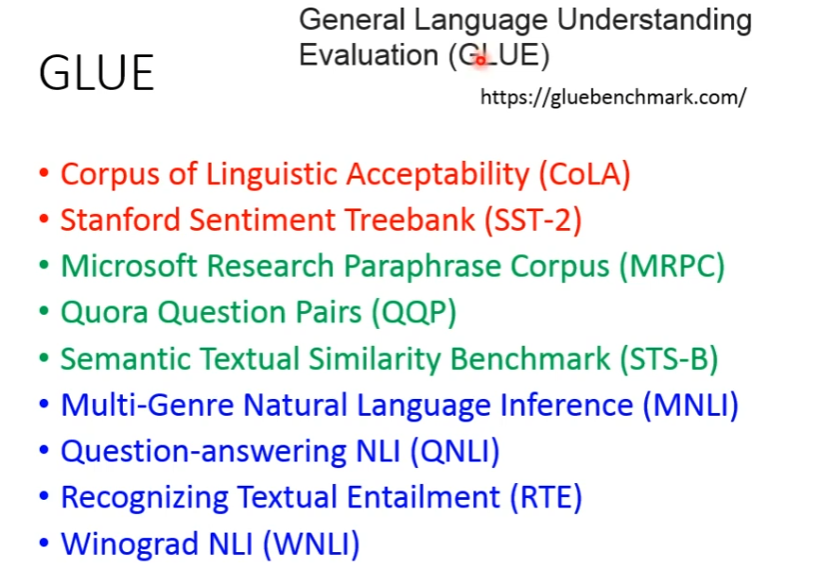 GLUE
General Language Understanding
Evaluation (GLUE)
https://gluebenchmark.com/
• Corpus of Linguistic Acceptability (CoLA)
• Stanford Sentiment Treebank (SST-2)
• Microsoft Research Paraphrase Corpus (MRPC)
• Quora Question Pairs (QQP)
• Semantic Textual Similarity Benchmark (STS-B)
• Multi-Genre Natural Language Inference (MNLI)
• Question-answering NLI (QNLI)
• Recognizing Textual Entailment (RTE)
• Winograd NLI (WNLI)